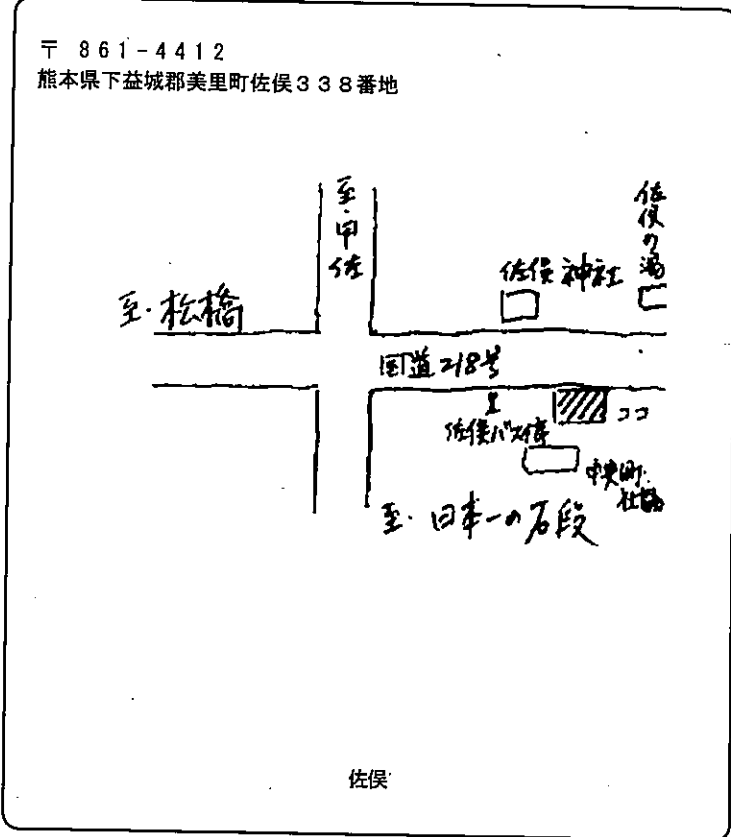 〒 861-4412
熊本県下益城郡美里町佐俣338番地
至・甲佐
佐俣の湯
佐俣神社
至・松橋
国道218号
佐俣バス停
ココ
中央町社協
至・日本一の石段
佐俣